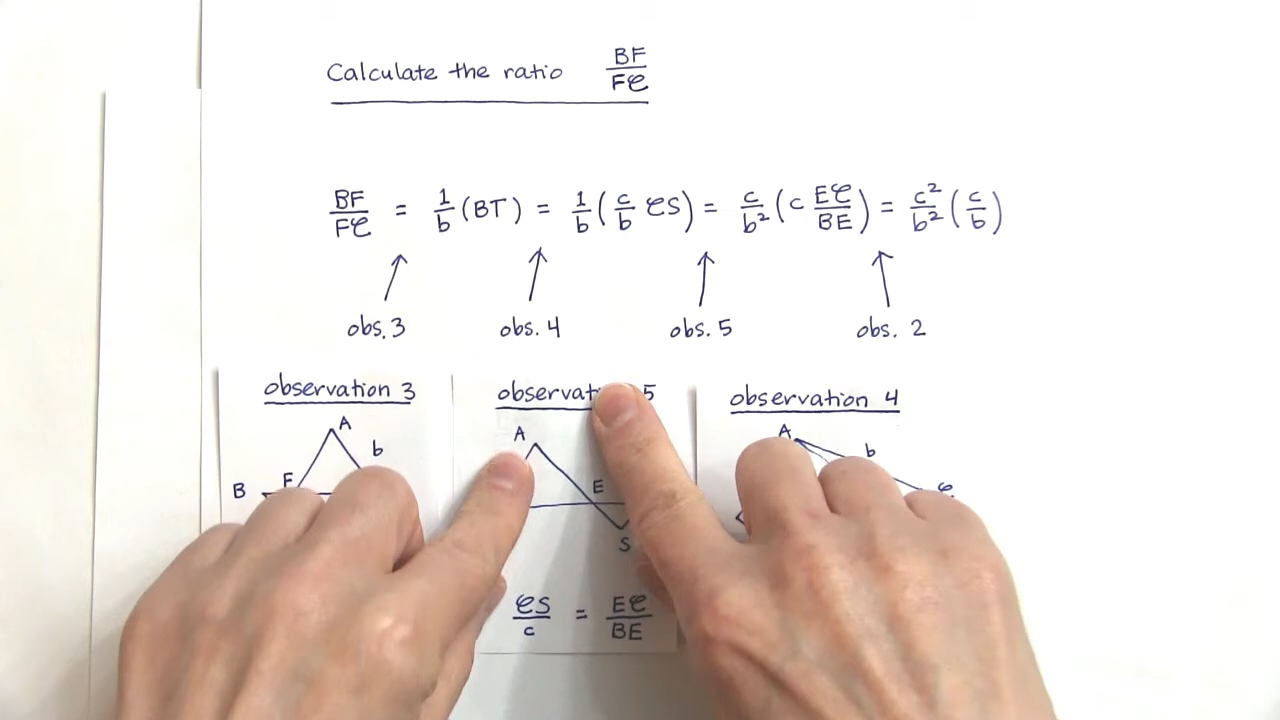 Calculate the ratio BF/FC
BF/FC = 1/b (BT) = 1/b (c/b CS) = c/b² (c EC/BE) = c²/b² (c/b)
obs.3 obs. 4 obs. 5 obs. 2
observation 3
A
b
B F
5
A
E
S
CS/c = EC/BE
observation 4
A
b
C